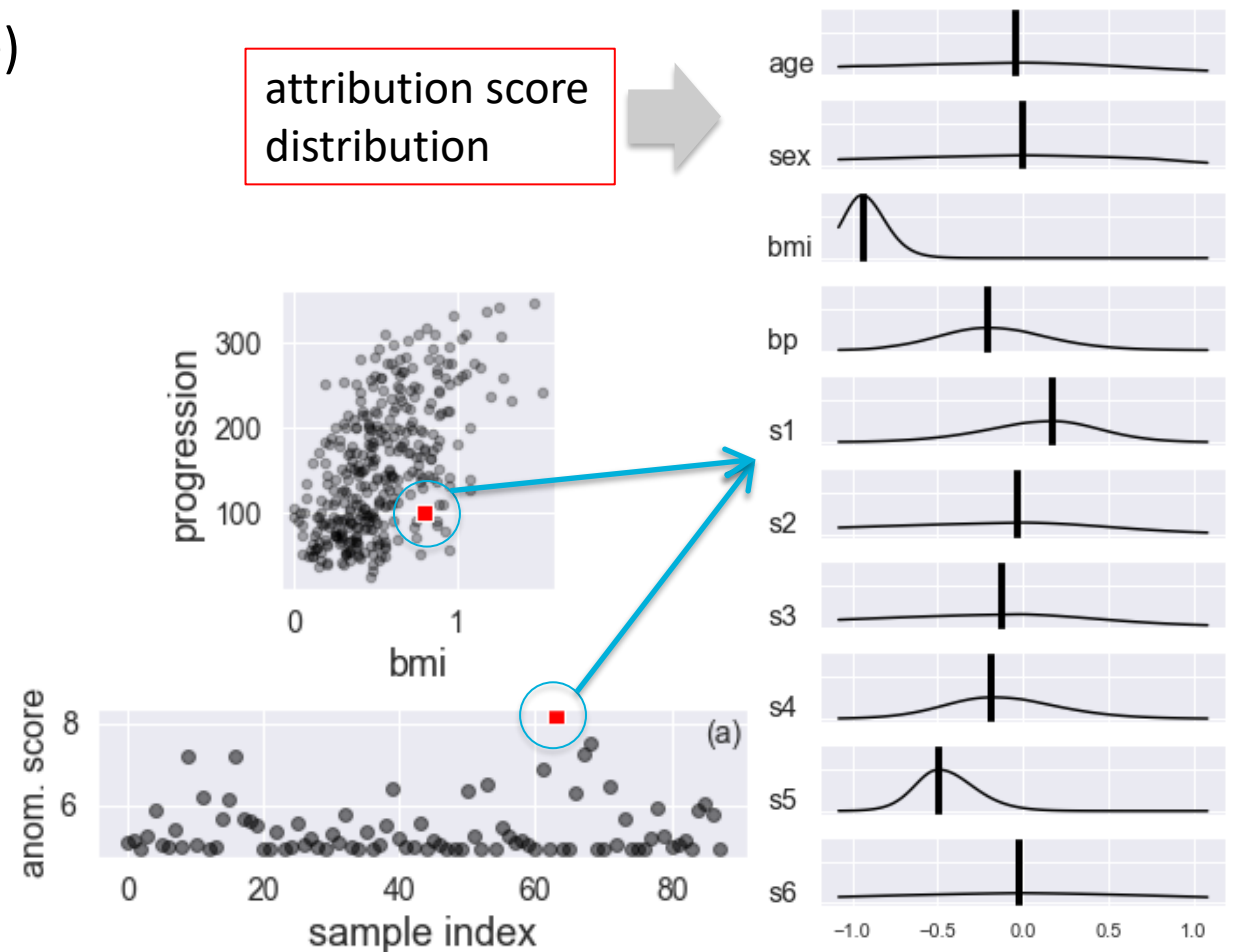 )
attribution score
distribution
age
sex
bmi
bp
s1
s2
s3
s4
s5
s6
−1.0 −0.5 0.0 0.5 1.0
300
200
100
progression
0 1
bmi
(a)
8
6
anom. score
0 20 40 60 80
sample index